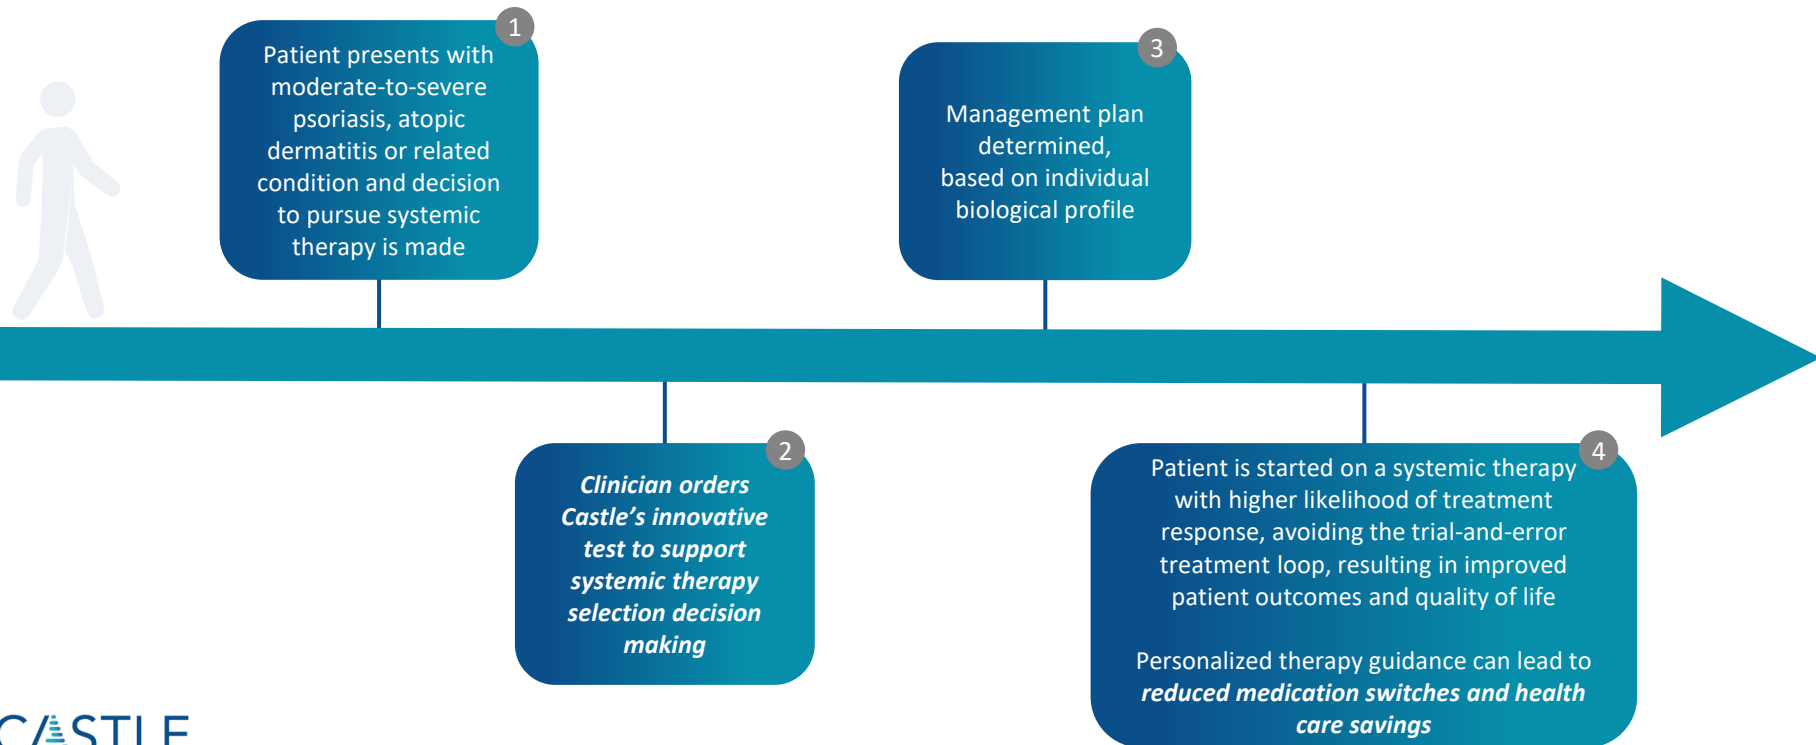 1
Patient presents with
moderate-to-severe
psoriasis, atopic
dermatitis or related
condition and decision
to pursue systemic
therapy is made
2
Clinician orders
Castle’s innovative
test to support
systemic therapy
selection decision
making
3
Management plan
determined,
based on individual
biological profile
4
Patient is started on a systemic therapy
with higher likelihood of treatment
response, avoiding the trial-and-error
treatment loop, resulting in improved
patient outcomes and quality of life
Personalized therapy guidance can lead to
reduced medication switches and health
care savings
CASTLE